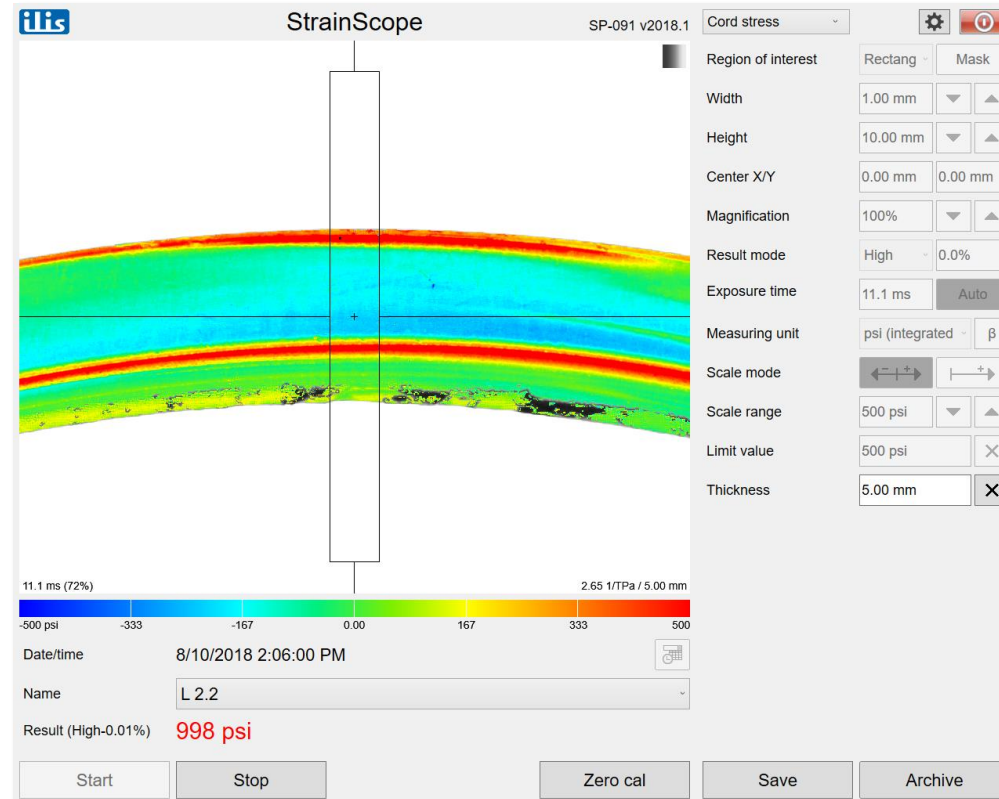 ilis StrainScope SP-091 v2018.1 Cord stress
Region of interest Rectang Mask
Width 1.00 mm
Height 10.00 mm
Center X/Y 0.00 mm 0.00 mm
Magnification 100%
Result mode High 0.0%
Exposure time 11.1 ms Auto
Measuring unit psi (integrated β
Scale mode - + +
Scale range 500 psi
Limit value 500 psi
Thickness 5.00 mm
11.1 ms (72%) 2.65 1/TPa / 5.00 mm
-500 psi -333 -167 0.00 167 333 500
Date/time 8/10/2018 2:06:00 PM
Name L 2.2
Result (High-0.01%) 998 psi
Start Stop Zero cal Save Archive